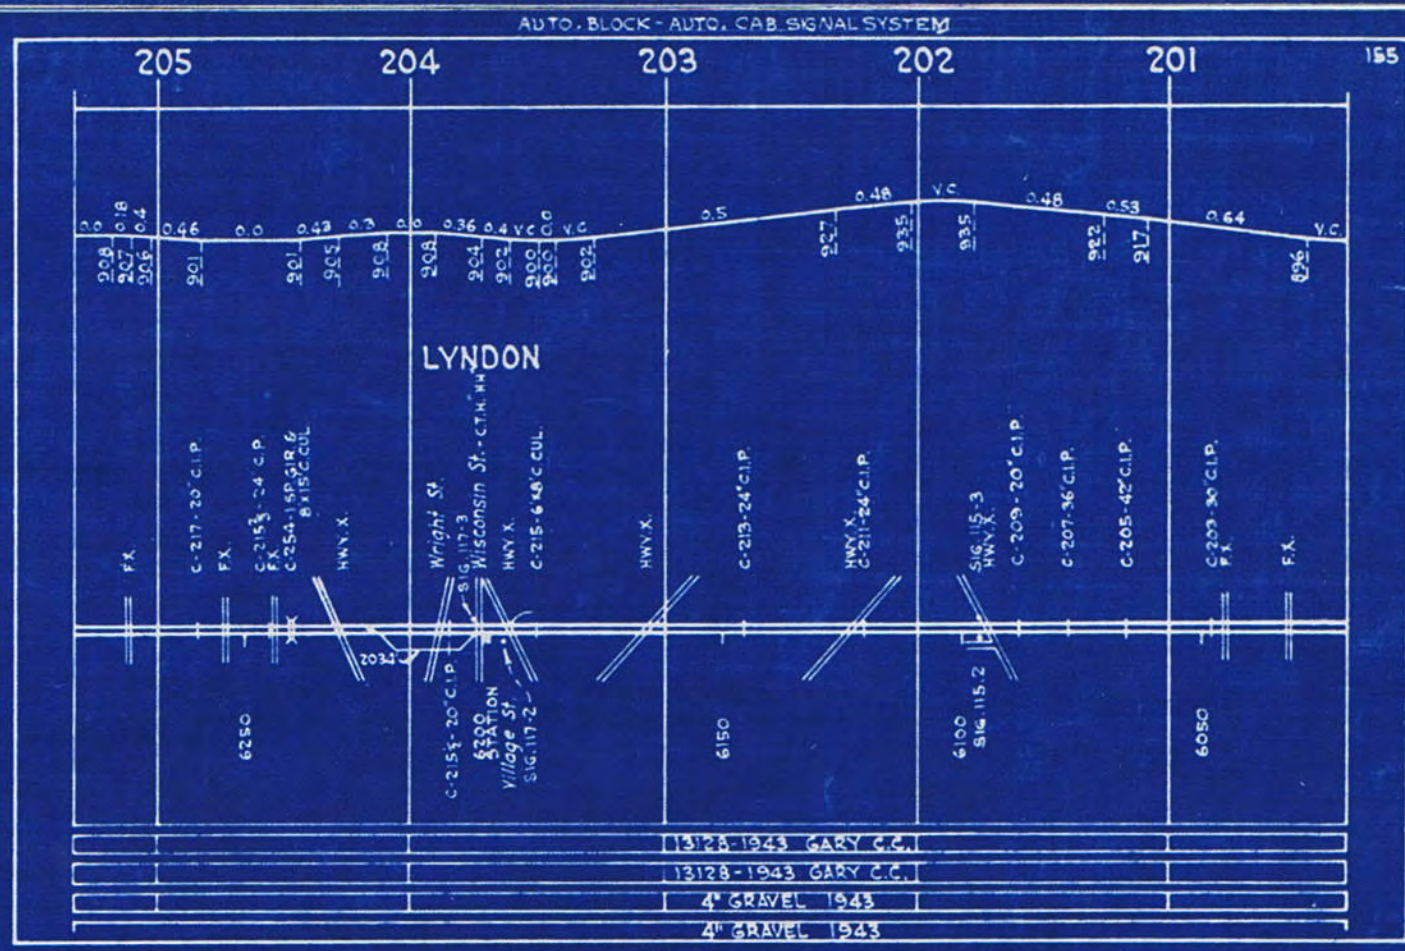 AUTO. BLOCK - AUTO. CAB SIGNAL SYSTEM
205 204 203 202 201 155
0.0 0.18 0.4 0.46 0.0 0.43 0.3 0.0 0.36 0.4 V.C 0.0 V.C. 0.5 0.48 V.C. 0.48 0.53 0.64 V.C.
908 907 906 901 901 905 908 908 904 902 900 900 902 927 935 935 922 917 896
LYNDON
F.X.
C-217-20" C.I.P.
F.X.
C-215⅔-24" C.P.
F.X.
C-254-1 SP. GIR. &
8 x 15 C. CUL.
HWY. X.
Wright St.
SIG. 117-3
Wisconsin St. - C.T.H. "HH"
HWY. X.
C-215-6'X8' C. CUL.
HWY. X.
C-213-24" C.I.P.
HWY. X.
C-211-24" C.I.P.
SIG. 115-3
HWY. X.
C-209-20" C.I.P.
C-207-36" C.I.P.
C-205-42" C.I.P.
C-203-30" C.I.P.
F.X.
F.X.
2034'
6250
C-215⅓-20" C.I.P.
6200
STATION
Village St.
SIG. 117-2
6150
6100
SIG. 115.2
6050
13128-1943 GARY C.C.
13128-1943 GARY C.C.
4" GRAVEL 1943
4" GRAVEL 1943